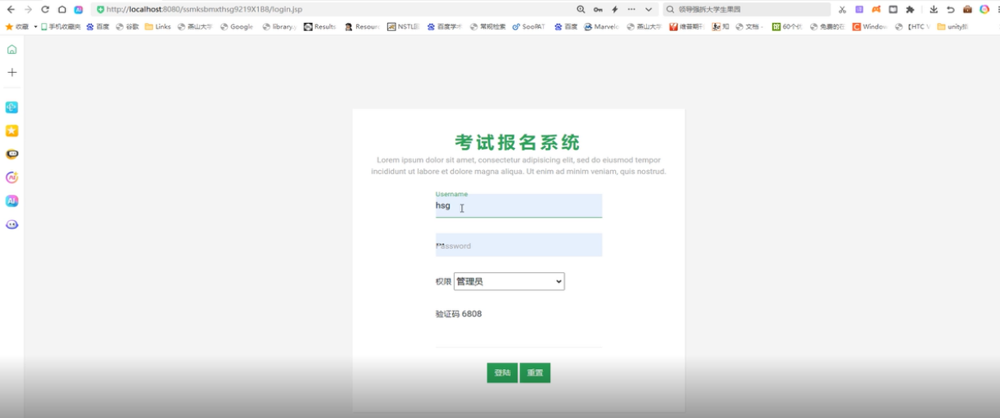 http://localhost:8080/ssmksbmxthsg9219X188/login.jsp
领导强拆大学生果园
收藏 手机收藏夹 百度 谷歌 Links 燕山大学 Google library. Results Resour NSTL 百度学术 常规检索 SooPAT 百度 Marvel 燕山大学 维普期刊 知 文档 - 60个 免费的在 Window 【HTC V unity
考试报名系统
Lorem ipsum dolor sit amet, consectetur adipisicing elit, sed do eiusmod tempor
incididunt ut labore et dolore magna aliqua. Ut enim ad minim veniam, quis nostrud.
Username
hsg
Password
权限 管理员
验证码 6808
登陆 重置